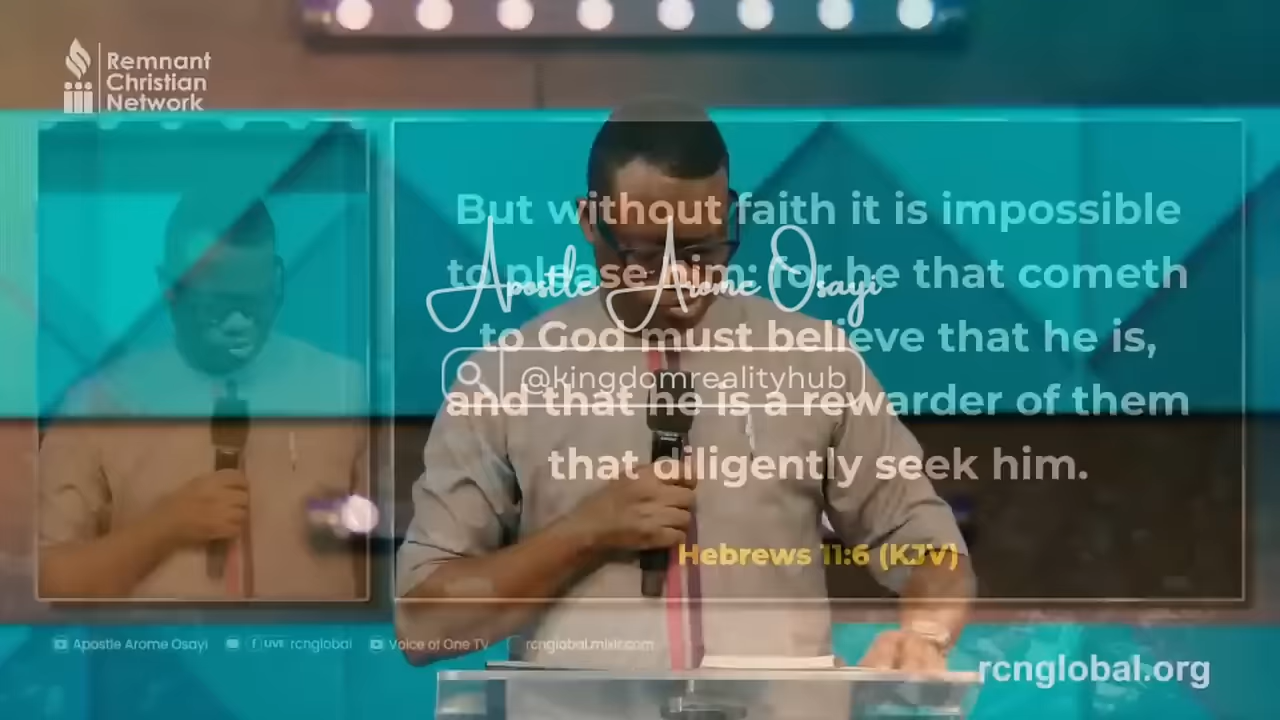 Remnant
Christian
Network
But without faith it is impossible
to please him: for he that cometh
to God must believe that he is,
and that he is a rewarder of them
that diligently seek him.
Hebrews 11:6 (KJV)
Apostle Arome Osayi
@kingdomrealityhub
Apostle Arome Osayi
LIVE rcnglobal
Voice of One TV
rcnglobal.mixlr.com
rcnglobal.org